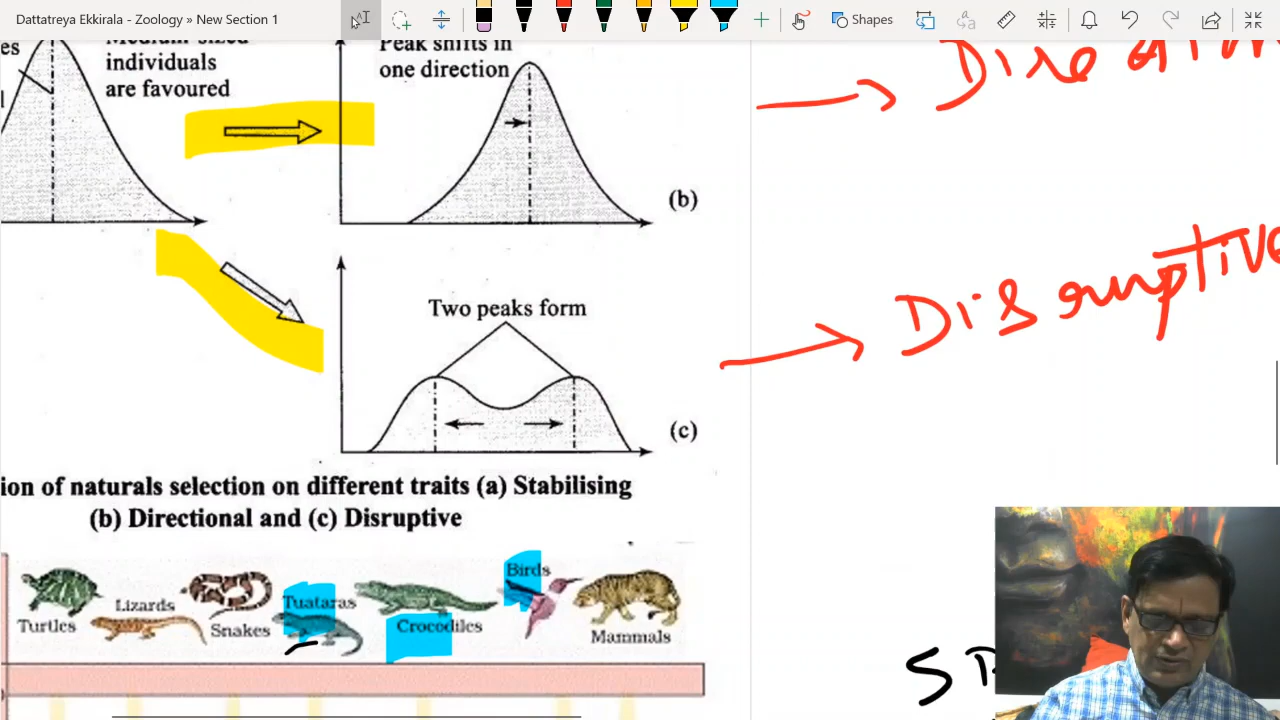 Dattatreya Ekkirala - Zoology » New Section 1
Shapes
es
Medium-sized
individuals
are favoured
Peak shifts in
one direction
(b)
Two peaks form
(c)
ion of naturals selection on different traits (a) Stabilising
(b) Directional and (c) Disruptive
Turtles
Lizards
Snakes
Tuataras
Crocodiles
Birds
Mammals
Disruptive